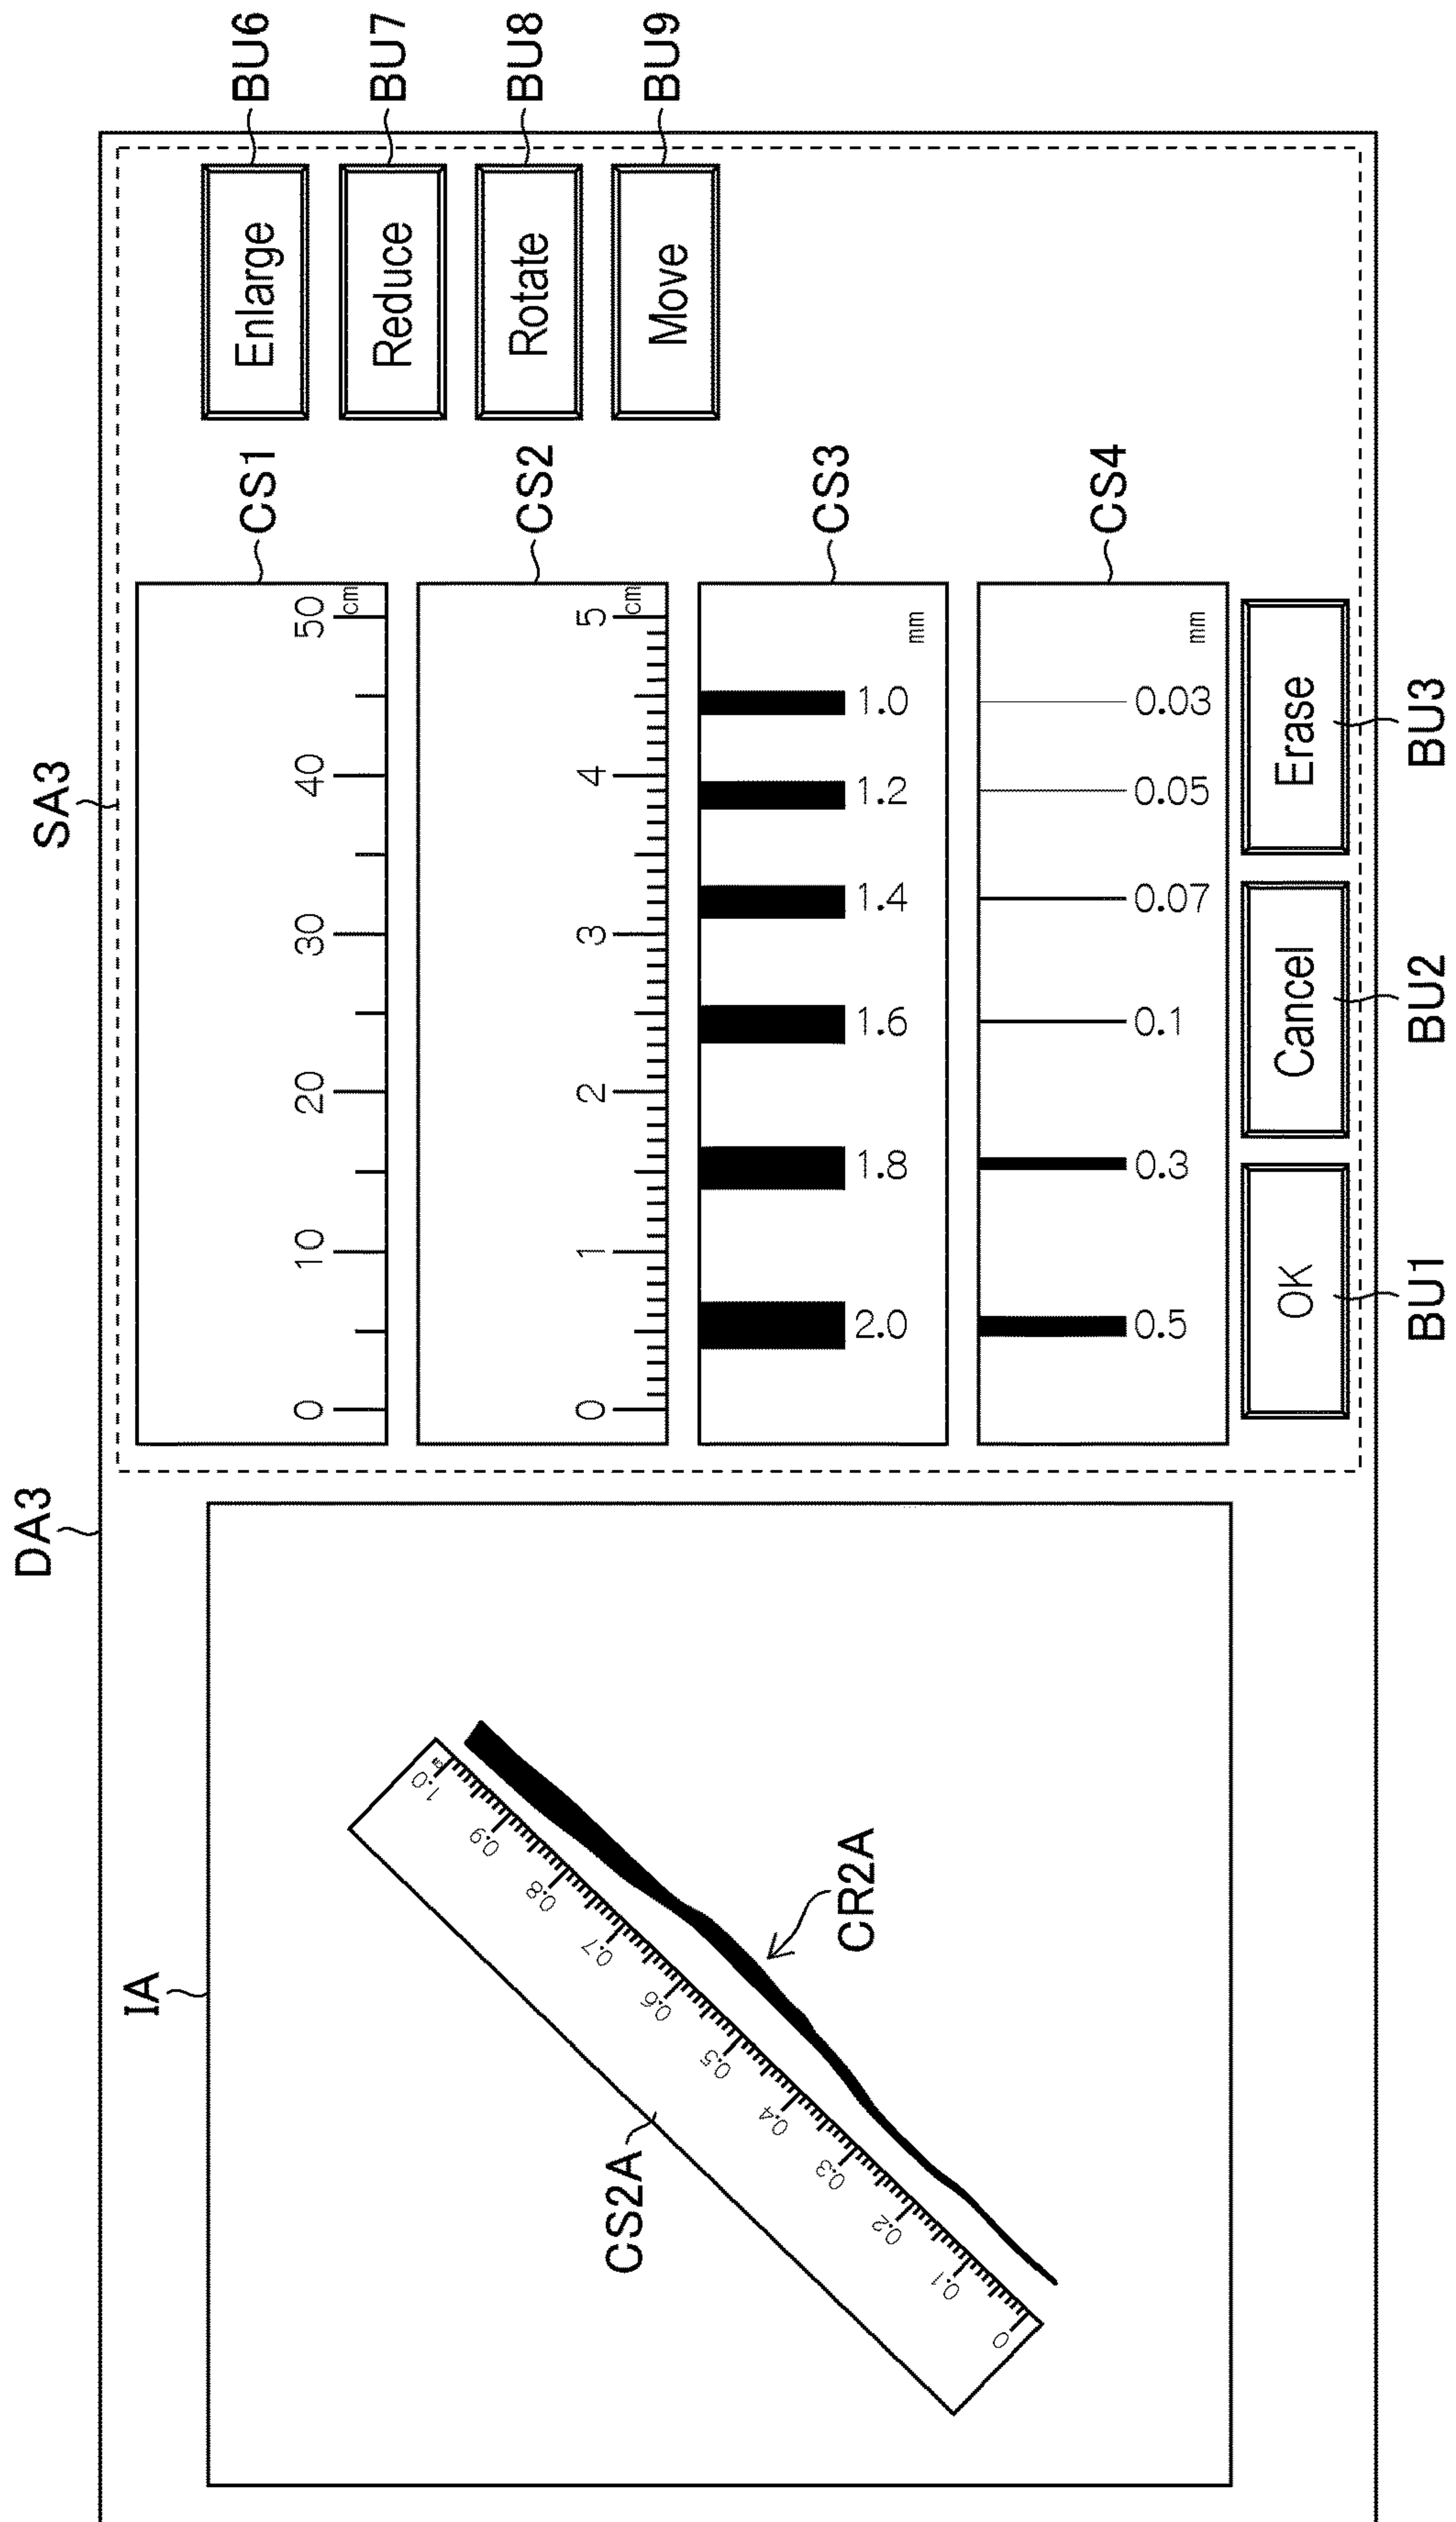 DA3
SA3
IA
CS2A
0
0.1
0.2
0.3
0.4
0.5
0.6
0.7
0.8
0.9
1.0
CR2A
0 10 20 30 40 50
cm
CS1
0 1 2 3 4 5
cm
CS2
2.0 1.8 1.6 1.4 1.2 1.0
mm
CS3
0.5 0.3 0.1 0.07 0.05 0.03
mm
CS4
Enlarge BU6
Reduce BU7
Rotate BU8
Move BU9
OK Cancel Erase
BU1 BU2 BU3